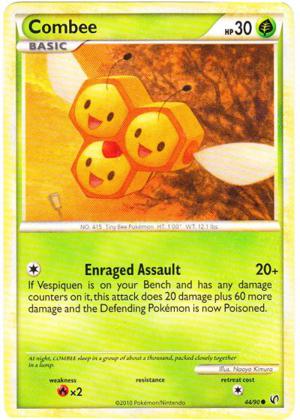 Combee
HP 30
BASIC
NO. 415 Tiny Bee Pokémon HT. 1'00" WT. 12.1 lbs.
Enraged Assault 20+
If Vespiquen is on your Bench and has any damage
counters on it, this attack does 20 damage plus 60
more damage and the Defending Pokémon is now Poisoned.
At night, COMBEE sleep in a group of about a hundred, packed closely together
in a lump.
Illus. Naoyo Kimura
weakness resistance retreat cost
×2
©2010 Pokémon/Nintendo
44/90